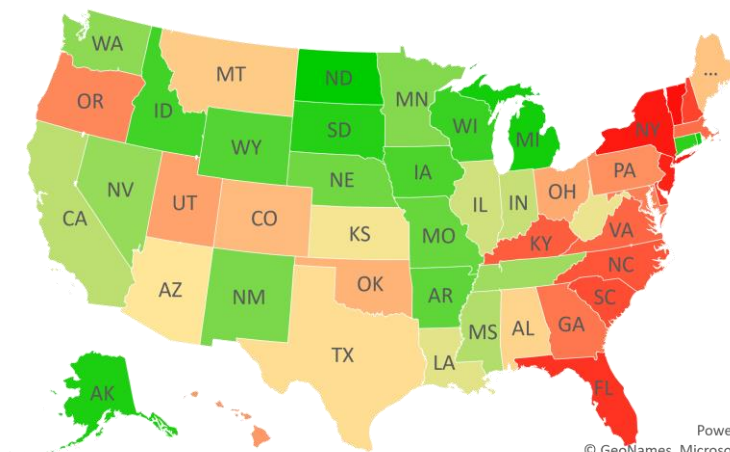 WA
MT
ND
MN
...
OR
ID
SD
WI
MI
NY
WY
IA
PA
NE
NV
IL
IN
OH
UT
CO
CA
KS
MO
KY
VA
AZ
OK
NC
NM
AR
SC
MS
AL
GA
TX
LA
AK
FL
Powe
© GeoNames, Microso